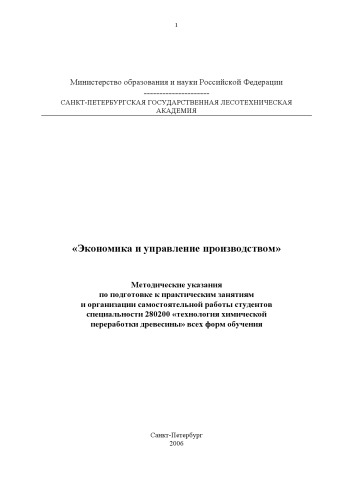 1
Министерство образования и науки Российской Федерации
---------------------
САНКТ-ПЕТЕРБУРГСКАЯ ГОСУДАРСТВЕННАЯ ЛЕСОТЕХНИЧЕСКАЯ
АКАДЕМИЯ
«Экономика и управление производством»
Методические указания
по подготовке к практическим занятиям
и организации самостоятельной работы студентов
специальности 280200 «технология химической
переработки древесины» всех форм обучения
Санкт-Петербург
2006